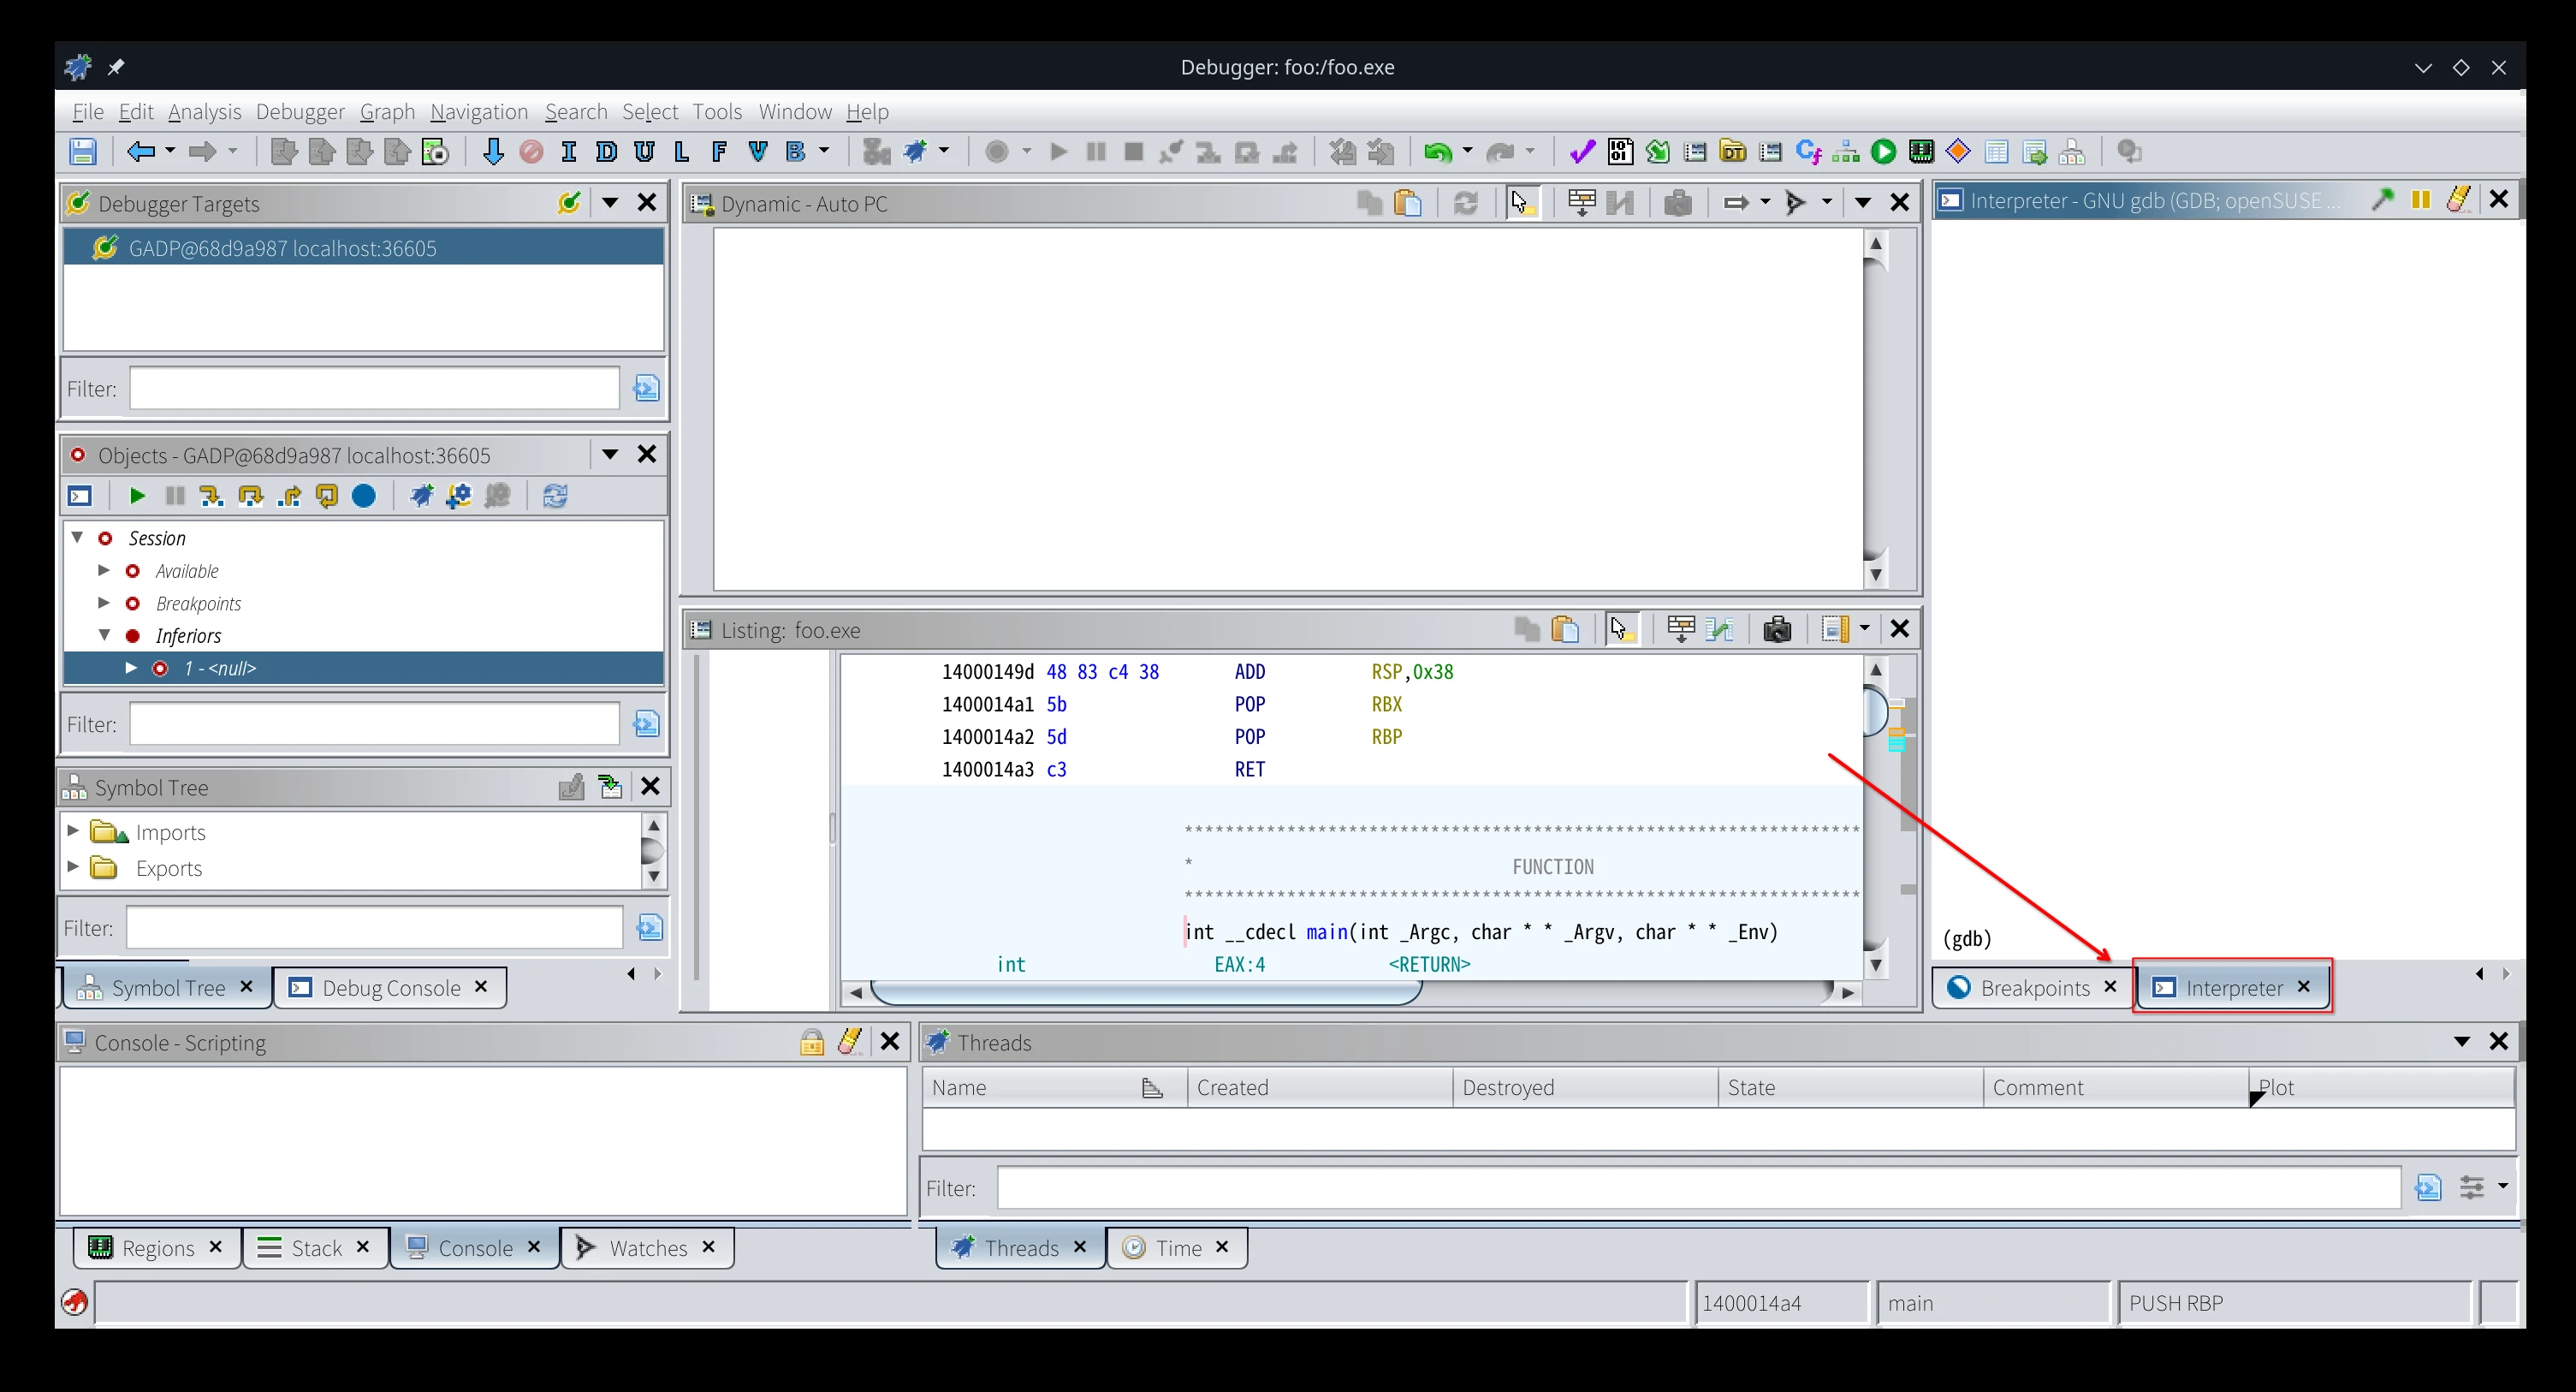 Debugger: foo:/foo.exe
File Edit Analysis Debugger Graph Navigation Search Select Tools Window Help
I D U L F V B
Debugger Targets
GADP@68d9a987 localhost:36605
Filter:
Objects - GADP@68d9a987 localhost:36605
Session
Available
Breakpoints
Inferiors
1 - <null>
Filter:
Symbol Tree
Imports
Exports
Filter:
Symbol Tree
Debug Console
Dynamic - Auto PC
Listing: foo.exe
14000149d 48 83 c4 38 ADD RSP,0x38
1400014a1 5b POP RBX
1400014a2 5d POP RBP
1400014a3 c3 RET
******************************************************************
* FUNCTION
******************************************************************
int __cdecl main(int _Argc, char * * _Argv, char * * _Env)
int EAX:4 <RETURN>
Interpreter - GNU gdb (GDB; openSUSE ...
(gdb)
Breakpoints
Interpreter
Console - Scripting
Threads
Name Created Destroyed State Comment Plot
Filter:
Regions
Stack
Console
Watches
Threads
Time
1400014a4
main
PUSH RBP